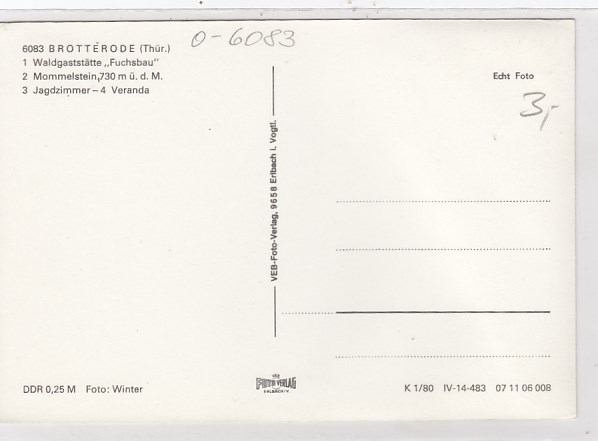 O-6083
6083 BROTTERODE (Thür.)
1 Waldgaststätte „Fuchsbau"
2 Mommelstein,730 m ü. d. M.
3 Jagdzimmer – 4 Veranda
Echt Foto
3,-
VEB-Foto-Verlag, 9658 Erlbach i. Vogtl.
DDR 0,25 M Foto: Winter
FOTO VERLAG
ERLBACH/V
K 1/80 IV-14-483 07 11 06 008